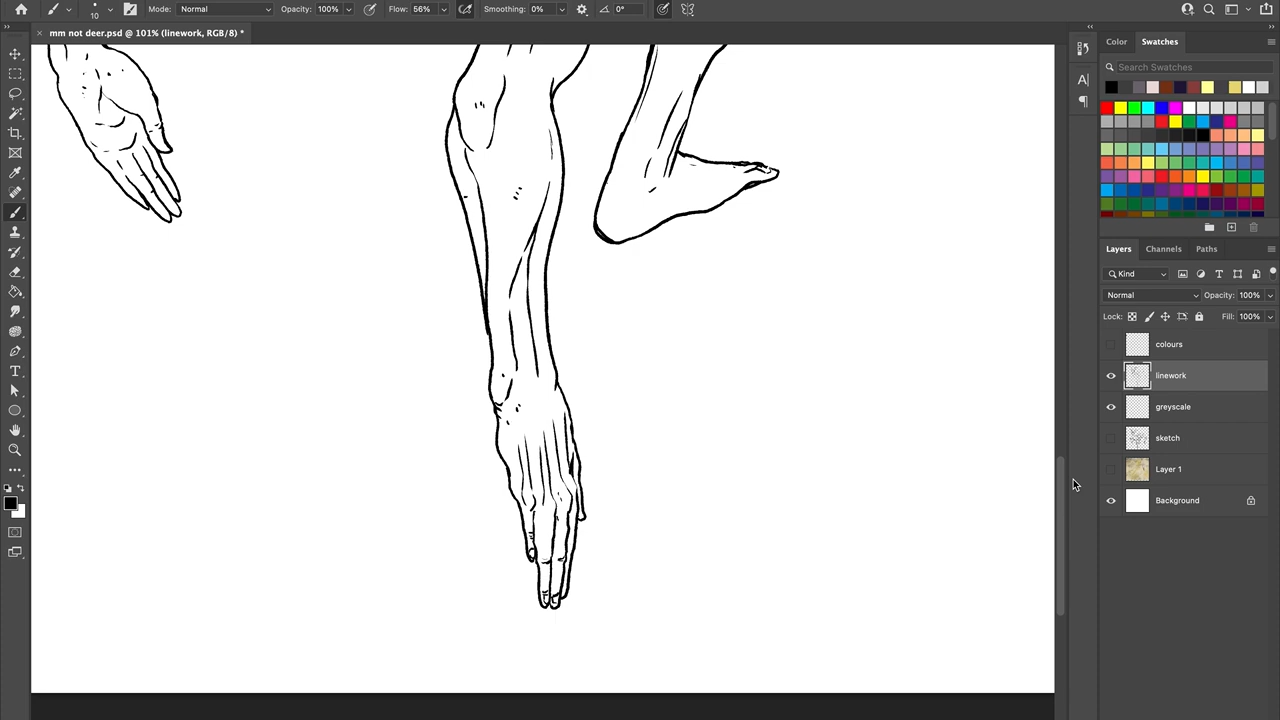 10
Mode: Normal
Opacity: 100%
Flow: 56%
Smoothing: 0%
0°
mm not deer.psd @ 101% (linework, RGB/8) *
Color
Swatches
Search Swatches
Layers
Channels
Paths
Kind
Normal
Opacity: 100%
Lock:
Fill: 100%
colours
linework
greyscale
sketch
Layer 1
Background